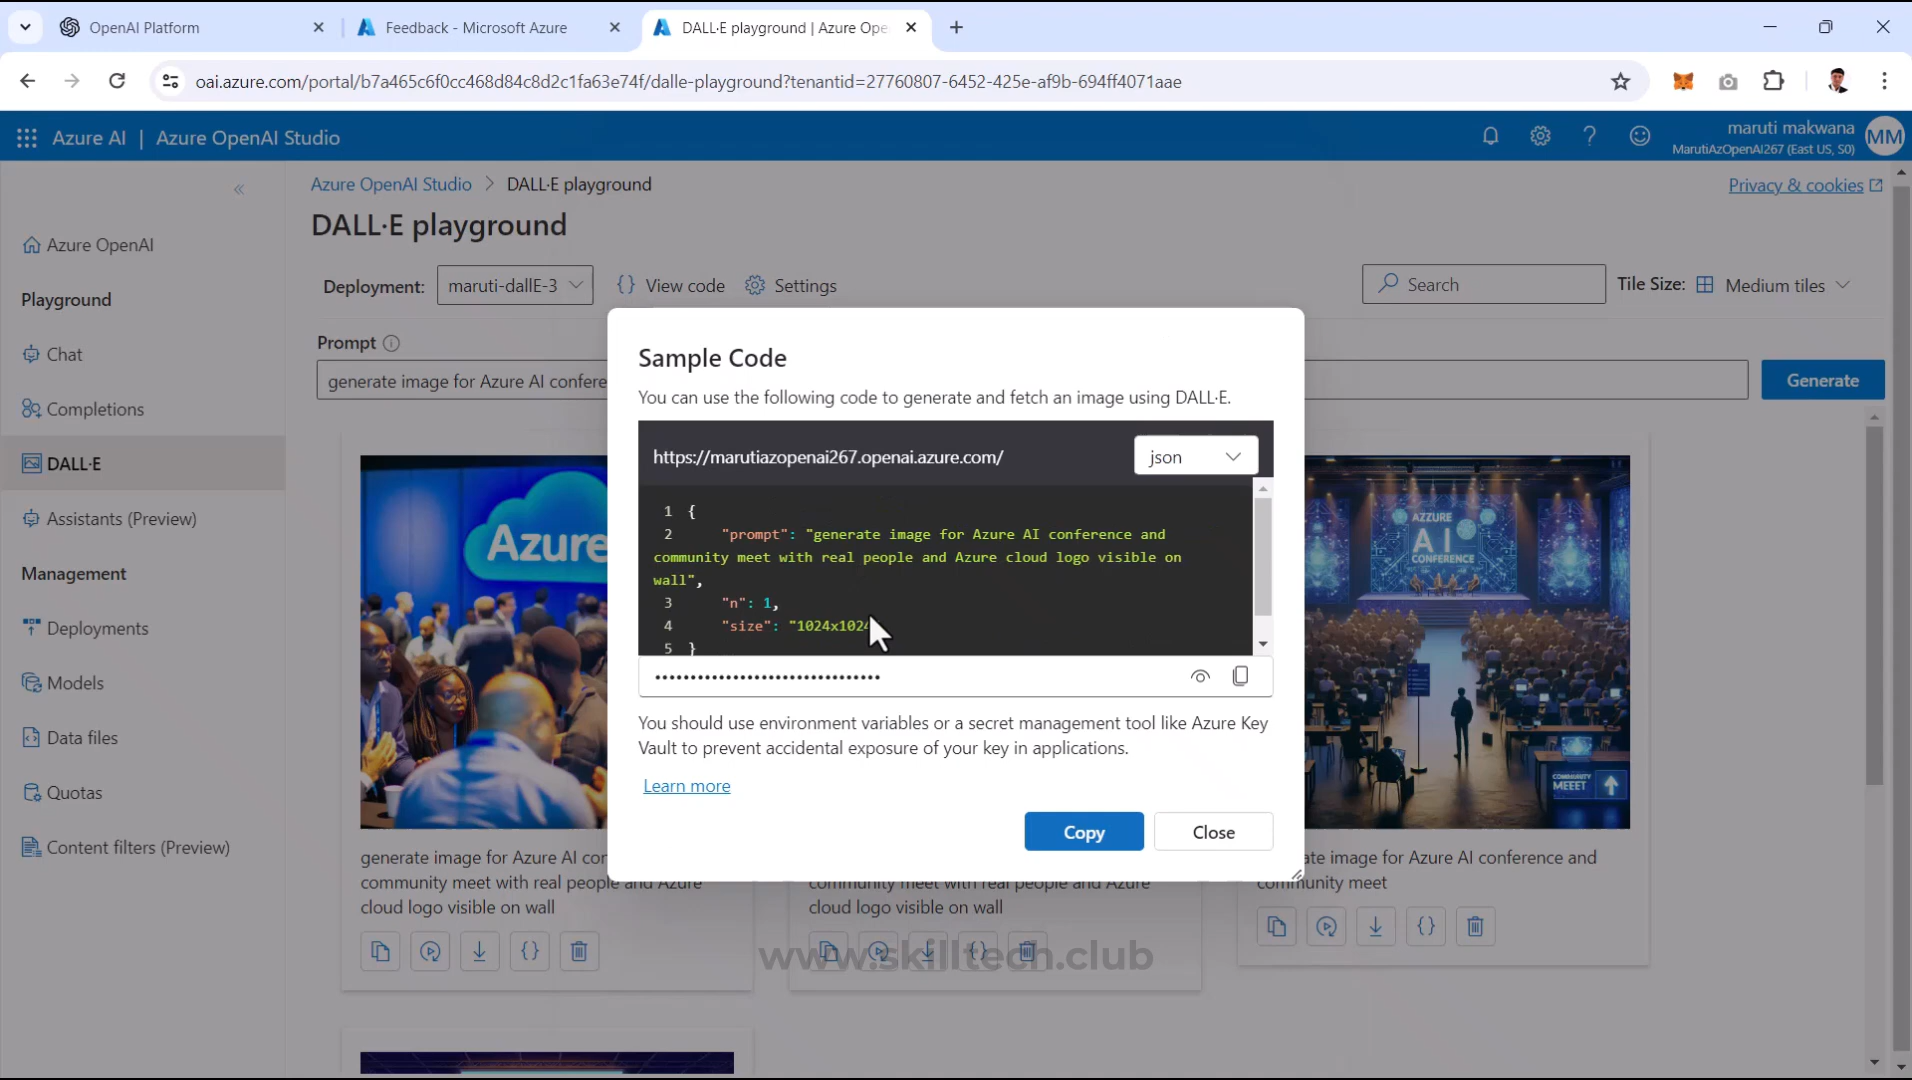 OpenAI Platform
Feedback - Microsoft Azure
DALL·E playground | Azure Ope
oai.azure.com/portal/b7a465c6f0cc468d84c8d2c1fa63e74f/dalle-playground?tenantid=27760807-6452-425e-af9b-694ff4071aae
Azure AI | Azure OpenAI Studio
maruti makwana
MarutiAzOpenAI267 (East US, S0)
MM
Azure OpenAI Studio > DALL·E playground
Privacy & cookies
DALL·E playground
Azure OpenAI
Playground
Chat
Completions
DALL·E
Assistants (Preview)
Management
Deployments
Models
Data files
Quotas
Content filters (Preview)
Deployment:
maruti-dallE-3
{} View code
Settings
Search
Tile Size:
Medium tiles
Prompt
generate image for Azure AI confere
Generate
Sample Code
You can use the following code to generate and fetch an image using DALL·E.
https://marutiazopenai267.openai.azure.com/
json
1 {
2 "prompt": "generate image for Azure AI conference and
community meet with real people and Azure cloud logo visible on
wall",
3 "n": 1,
4 "size": "1024x1024
5 }
••••••••••••••••••••••••••••••••
You should use environment variables or a secret management tool like Azure Key
Vault to prevent accidental exposure of your key in applications.
Learn more
Copy
Close
Azure
AZZURE
AI
CONFERENCE
COMMUNITY
MEEET
generate image for Azure AI cor
community meet with real people and Azure
cloud logo visible on wall
community meet with real people and Azure
cloud logo visible on wall
ate image for Azure AI conference and
community meet
www.skilltech.club